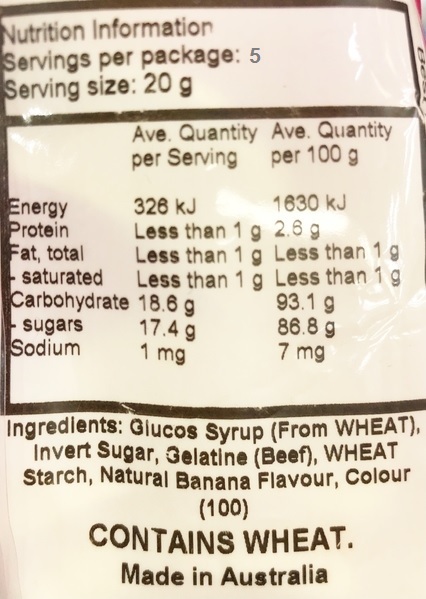 Nutrition Information
Servings per package: 5
Serving size: 20 g
Ave. Quantity Ave. Quantity
per Serving per 100 g
Energy 326 kJ 1630 kJ
Protein Less than 1 g 2.6 g
Fat, total Less than 1 g Less than 1 g
- saturated Less than 1 g Less than 1 g
Carbohydrate 18.6 g 93.1 g
- sugars 17.4 g 86.8 g
Sodium 1 mg 7 mg
Ingredients: Glucos Syrup (From WHEAT),
Invert Sugar, Gelatine (Beef), WHEAT
Starch, Natural Banana Flavour, Colour
(100)
CONTAINS WHEAT.
Made in Australia